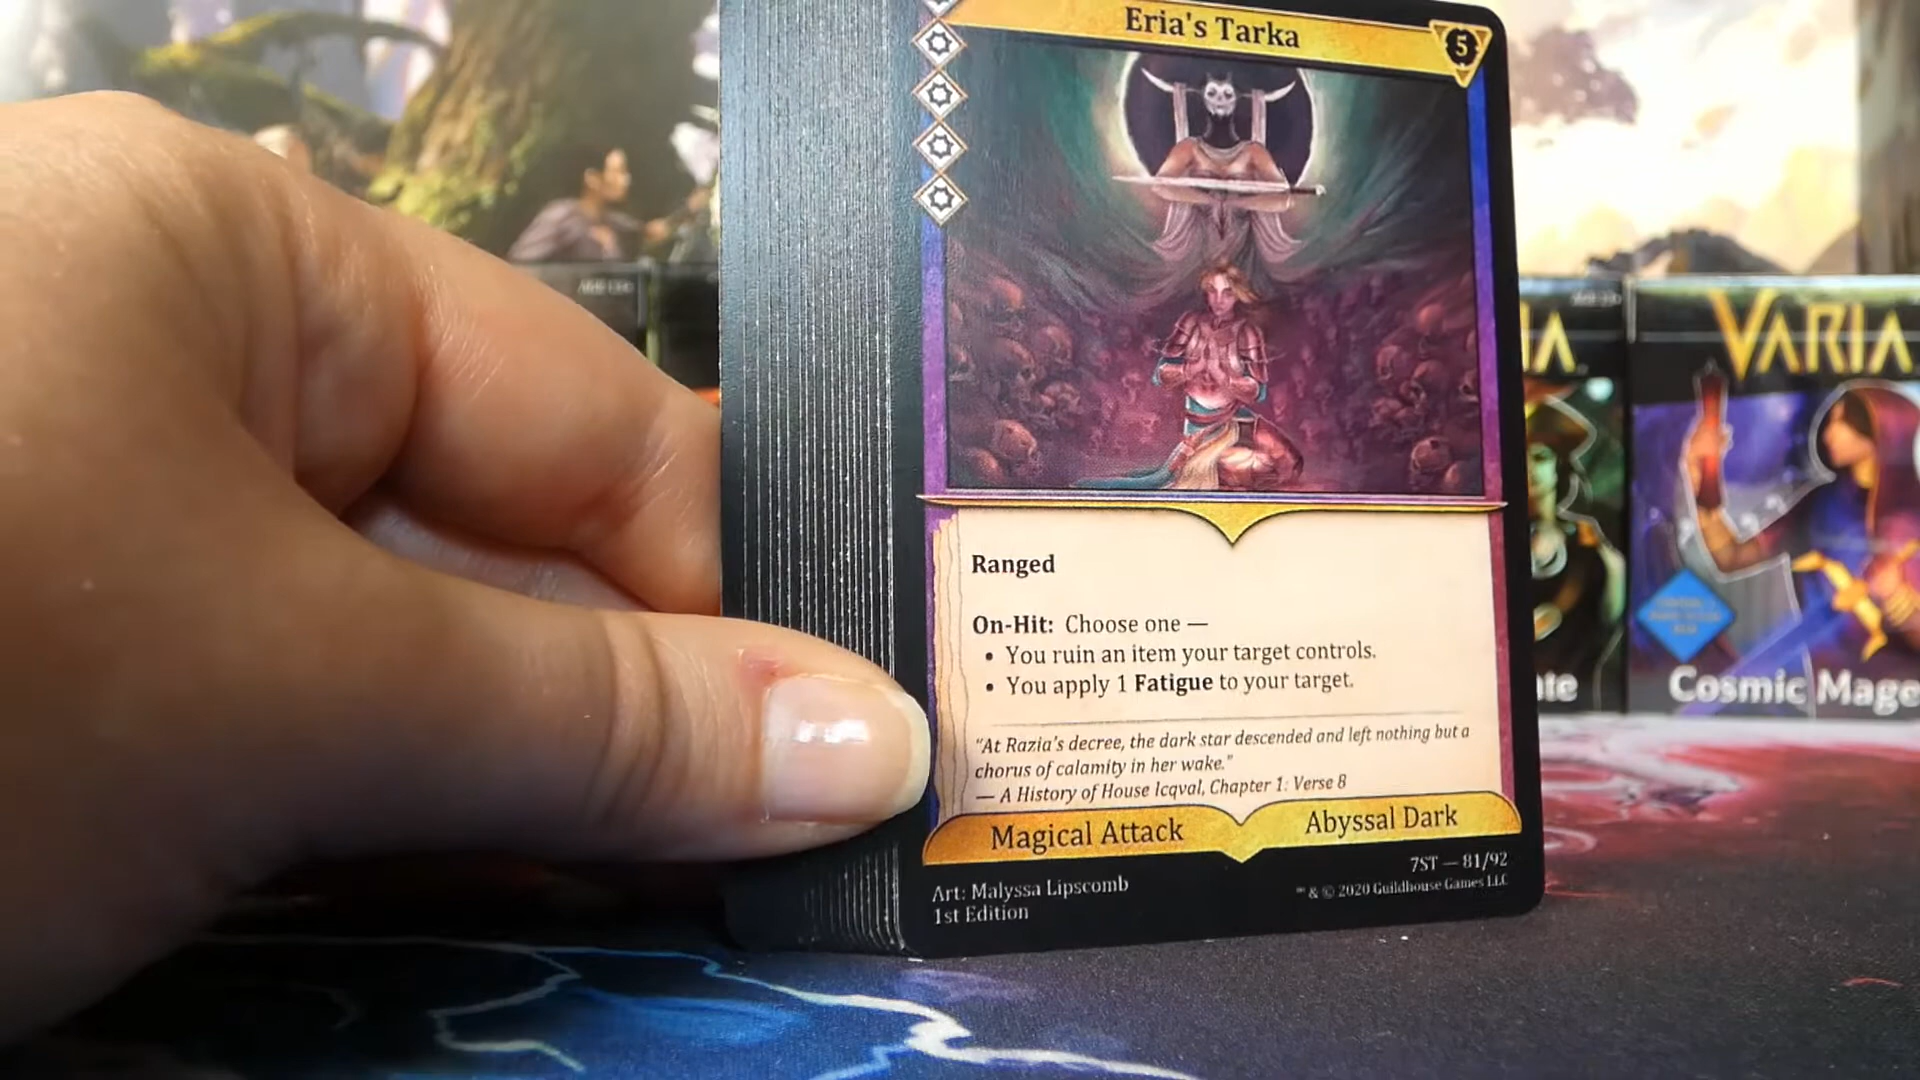 Eria's Tarka
5
Ranged
On-Hit: Choose one —
• You ruin an item your target controls.
• You apply 1 Fatigue to your target.
"At Razia's decree, the dark star descended and left nothing but a
chorus of calamity in her wake."
— A History of House Icqval, Chapter 1: Verse 8
Magical Attack
Abyssal Dark
7ST — 81/92
Art: Malyssa Lipscomb
™ & © 2020 Guildhouse Games LLC
1st Edition
IA
VARIA
Cosmic Mage